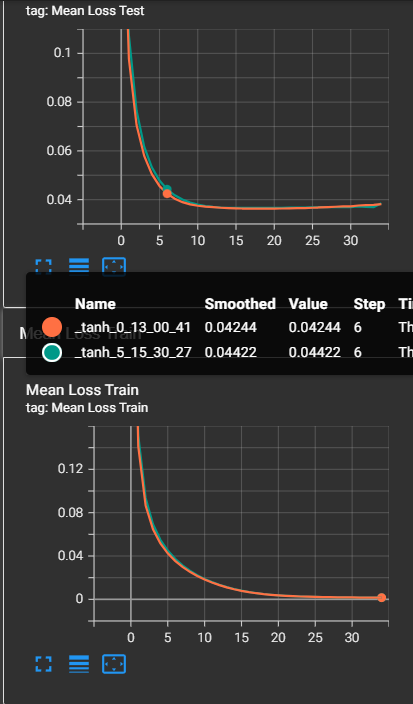 tag: Mean Loss Test
0.1
0.08
0.06
0.04
0 5 10 15 20 25 30
Name Smoothed Value Step Ti
_tanh_0_13_00_41 0.04244 0.04244 6 Th
_tanh_5_15_30_27 0.04422 0.04422 6 Th
Mean Loss Train
Mean Loss Train
tag: Mean Loss Train
0.12
0.08
0.04
0
0 5 10 15 20 25 30